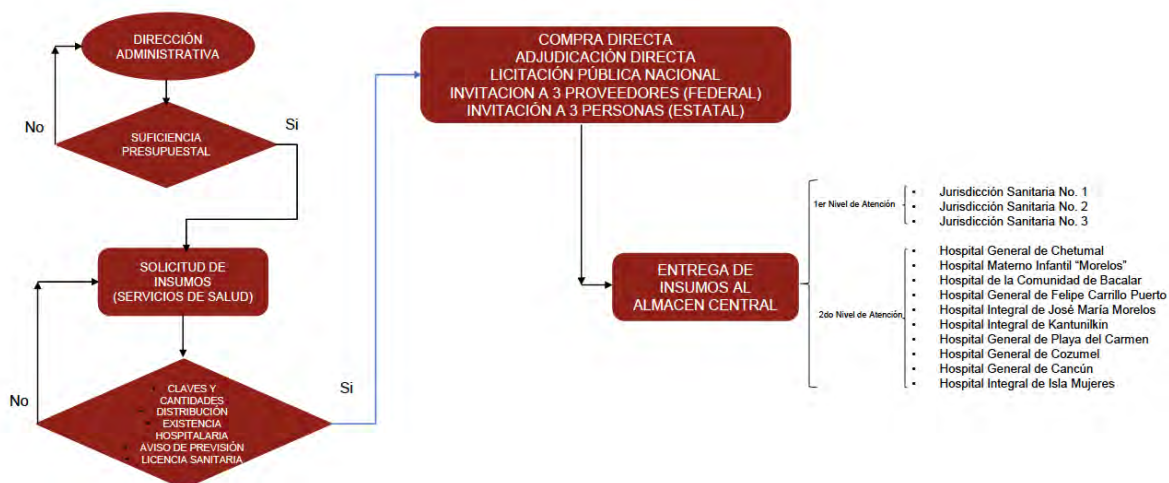 DIRECCIÓN
ADMINISTRATIVA
No
SUFICIENCIA
PRESUPUESTAL
Si
SOLICITUD DE
INSUMOS
(SERVICIOS DE SALUD)
No
• CLAVES Y
CANTIDADES
• DISTRIBUCIÓN
• EXISTENCIA
HOSPITALARIA
• AVISO DE PREVISIÓN
• LICENCIA SANITARIA
Si
COMPRA DIRECTA
ADJUDICACIÓN DIRECTA
LICITACIÓN PÚBLICA NACIONAL
INVITACION A 3 PROVEEDORES (FEDERAL)
INVITACIÓN A 3 PERSONAS (ESTATAL)
ENTREGA DE
INSUMOS AL
ALMACEN CENTRAL
1er Nivel de Atención
• Jurisdicción Sanitaria No. 1
• Jurisdicción Sanitaria No. 2
• Jurisdicción Sanitaria No. 3
2do Nivel de Atención
• Hospital General de Chetumal
• Hospital Materno Infantil “Morelos”
• Hospital de la Comunidad de Bacalar
• Hospital General de Felipe Carrillo Puerto
• Hospital Integral de José María Morelos
• Hospital Integral de Kantunilkin
• Hospital General de Playa del Carmen
• Hospital General de Cozumel
• Hospital General de Cancún
• Hospital Integral de Isla Mujeres